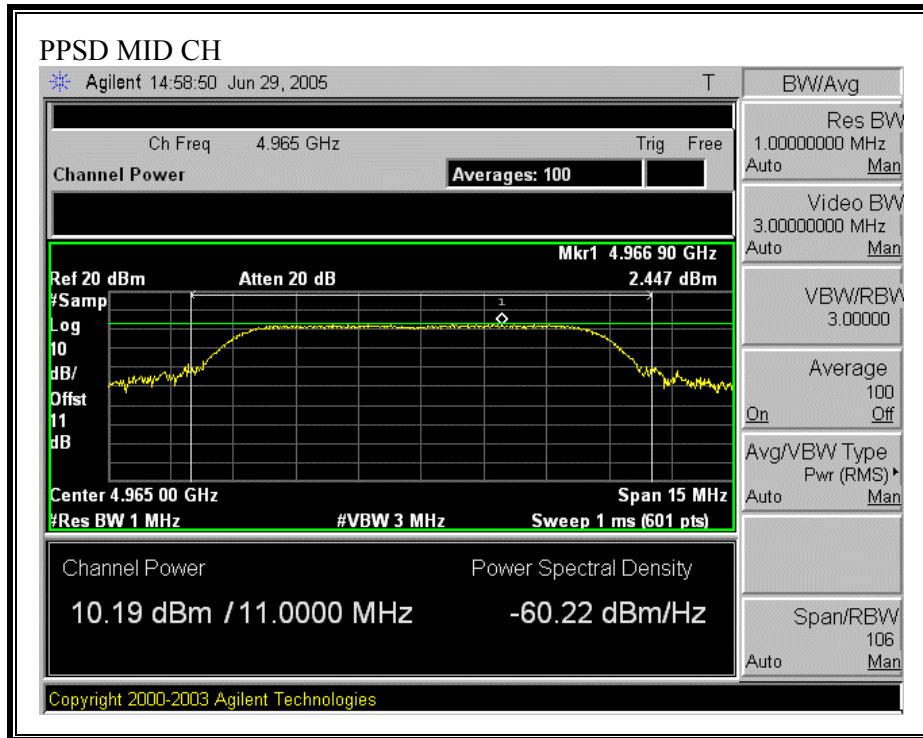 PPSD MID CH
Agilent 14:58:50 Jun 29, 2005 T
BW/Avg
Ch Freq 4.965 GHz Trig Free
Channel Power Averages: 100
Mkr1 4.966 90 GHz
Ref 20 dBm Atten 20 dB 2.447 dBm
#Samp
Log
10
dB/
Offst
11
dB
1
Center 4.965 00 GHz Span 15 MHz
#Res BW 1 MHz #VBW 3 MHz Sweep 1 ms (601 pts)
Channel Power Power Spectral Density
10.19 dBm / 11.0000 MHz -60.22 dBm/Hz
Copyright 2000-2003 Agilent Technologies
Res BW
1.00000000 MHz
Auto Man
Video BW
3.00000000 MHz
Auto Man
VBW/RBW
3.00000
Average
100
On Off
Avg/VBW Type
Pwr (RMS)
Auto Man
Span/RBW
106
Auto Man